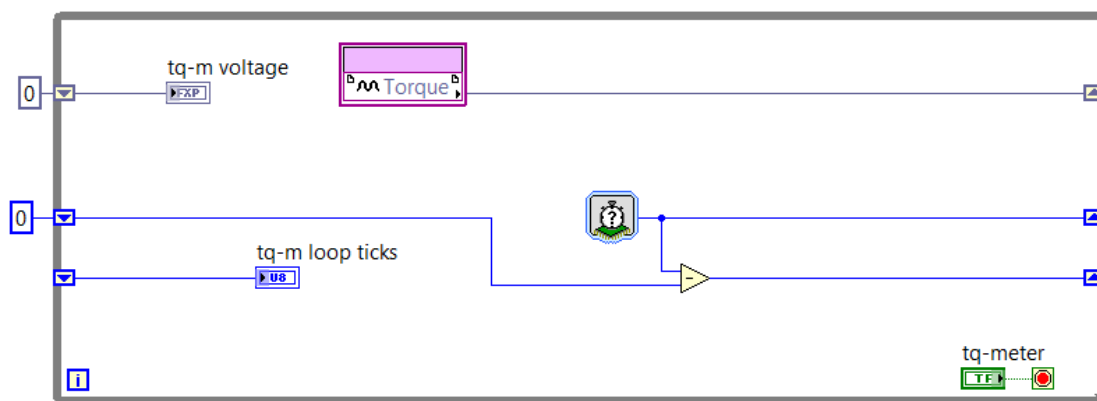 tq-m voltage
0
FXP
Torque
0
?
tq-m loop ticks
U8
-
tq-meter
i
TF